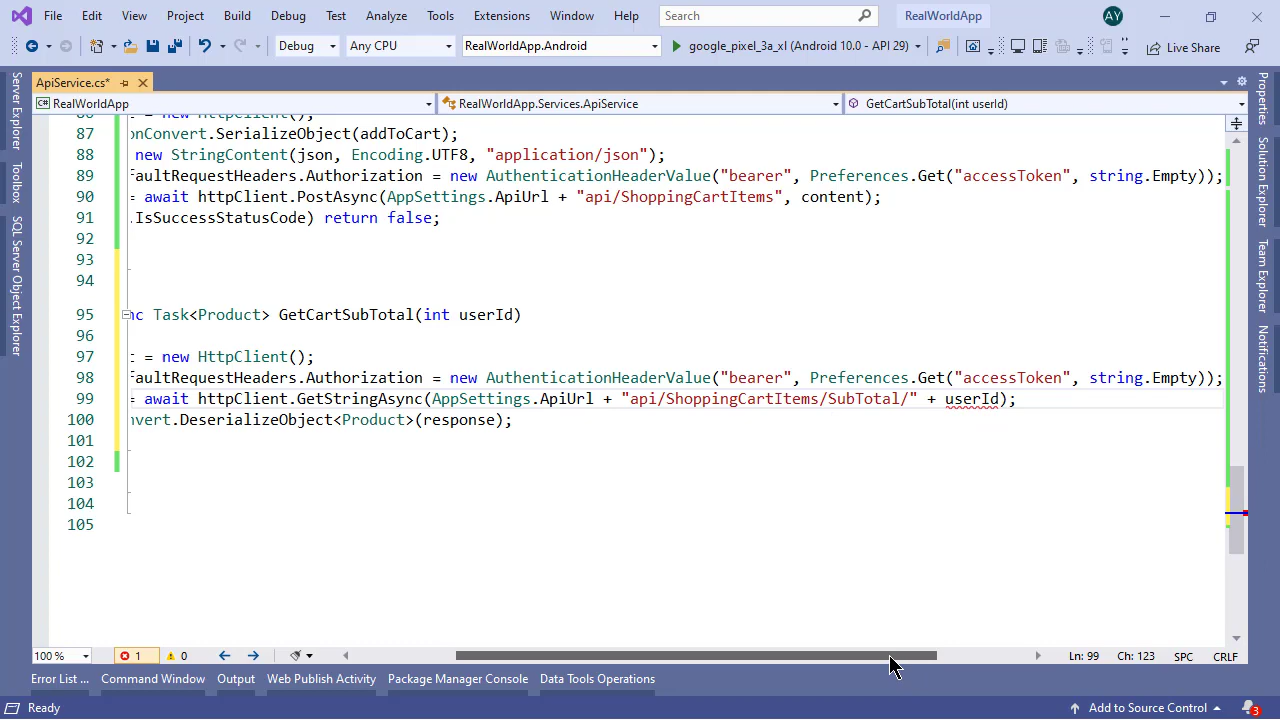 File Edit View Project Build Debug Test Analyze Tools Extensions Window Help Search RealWorldApp AY
Debug Any CPU RealWorldApp.Android google_pixel_3a_xl (Android 10.0 - API 29) Live Share
ApiService.cs*
RealWorldApp RealWorldApp.Services.ApiService GetCartSubTotal(int userId)
86 t = new HttpClient();
87 onConvert.SerializeObject(addToCart);
88 new StringContent(json, Encoding.UTF8, "application/json");
89 faultRequestHeaders.Authorization = new AuthenticationHeaderValue("bearer", Preferences.Get("accessToken", string.Empty));
90 = await httpClient.PostAsync(AppSettings.ApiUrl + "api/ShoppingCartItems", content);
91 .IsSuccessStatusCode) return false;
92
93
94
95 nc Task<Product> GetCartSubTotal(int userId)
96
97 t = new HttpClient();
98 faultRequestHeaders.Authorization = new AuthenticationHeaderValue("bearer", Preferences.Get("accessToken", string.Empty));
99 = await httpClient.GetStringAsync(AppSettings.ApiUrl + "api/ShoppingCartItems/SubTotal/" + userId);
100 nvert.DeserializeObject<Product>(response);
101
102
103
104
105
Server Explorer
Toolbox
SQL Server Object Explorer
Properties
Solution Explorer
Team Explorer
Notifications
100 % 1 0 Ln: 99 Ch: 123 SPC CRLF
Error List ... Command Window Output Web Publish Activity Package Manager Console Data Tools Operations
Ready Add to Source Control 3